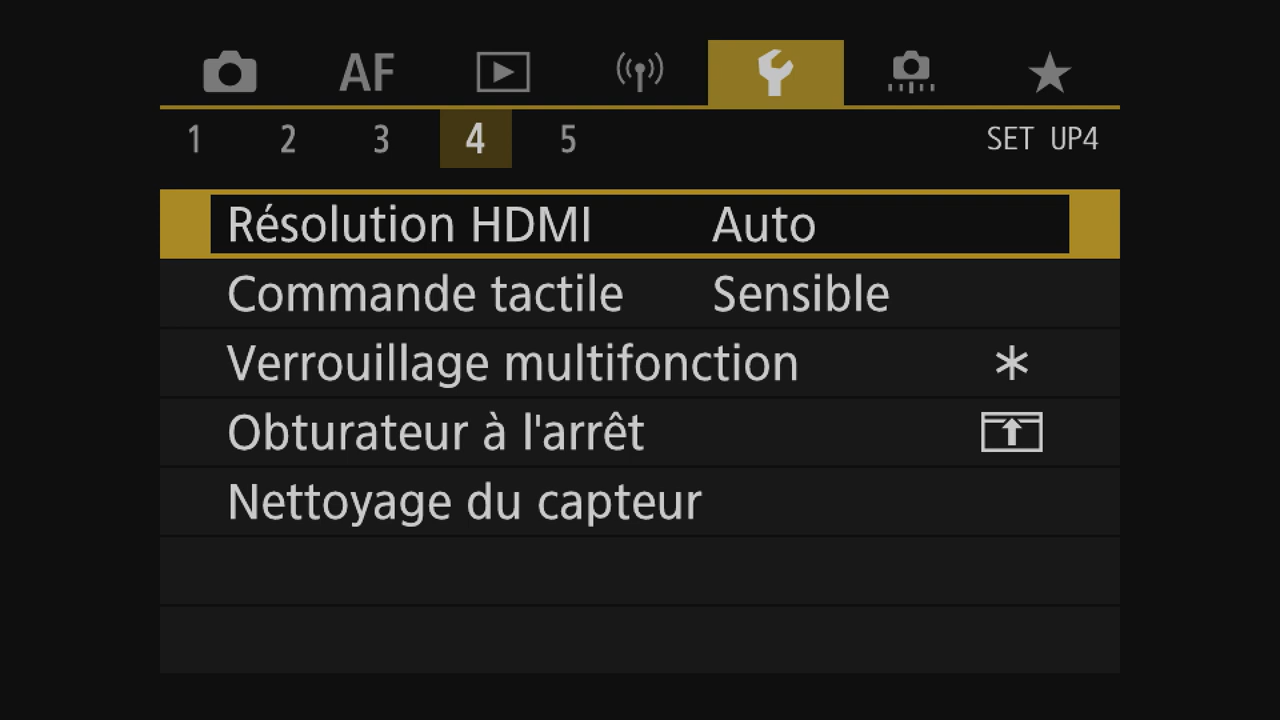 AF
1 2 3 4 5 SET UP4
Résolution HDMI Auto
Commande tactile Sensible
Verrouillage multifonction
Obturateur à l'arrêt
Nettoyage du capteur